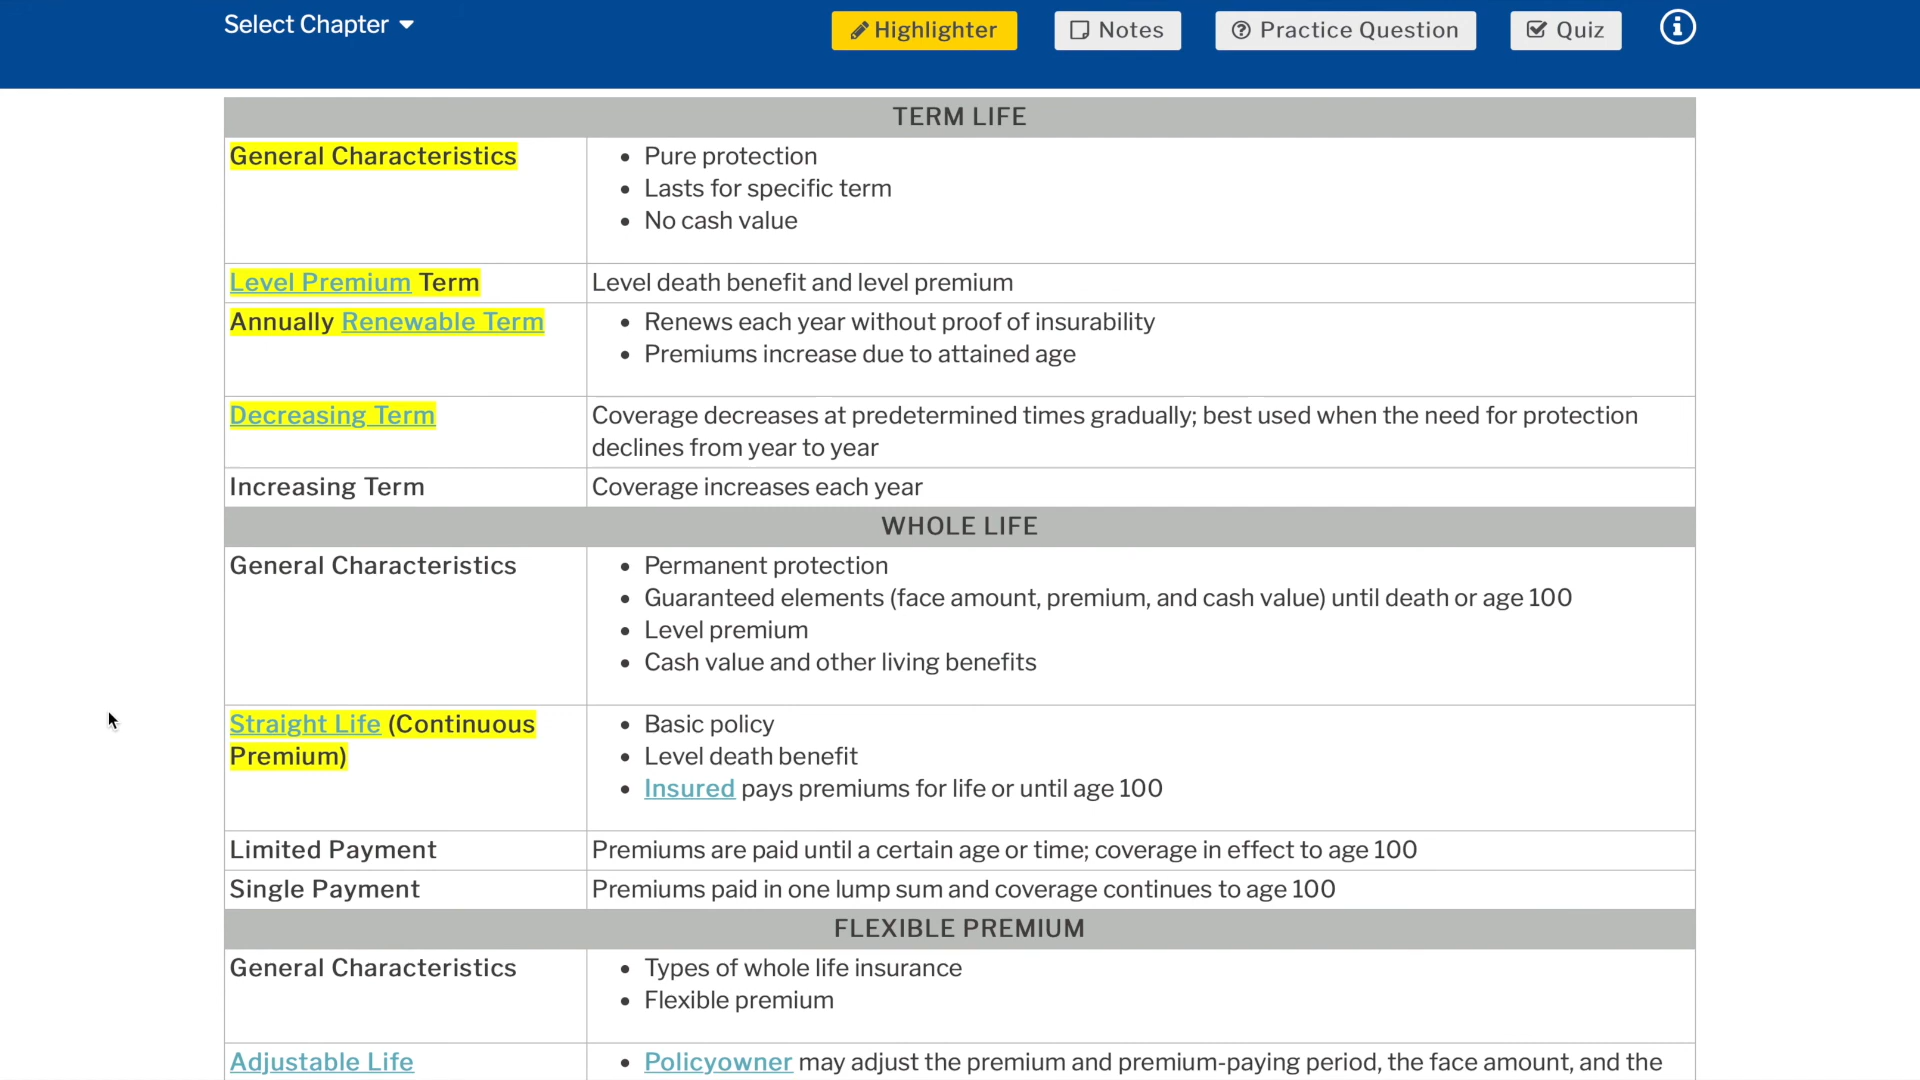 Select Chapter
Highlighter
Notes
Practice Question
Quiz
TERM LIFE
General Characteristics
Pure protection
Lasts for specific term
No cash value
Level Premium Term
Level death benefit and level premium
Annually Renewable Term
Renews each year without proof of insurability
Premiums increase due to attained age
Decreasing Term
Coverage decreases at predetermined times gradually; best used when the need for protection
declines from year to year
Increasing Term
Coverage increases each year
WHOLE LIFE
General Characteristics
Permanent protection
Guaranteed elements (face amount, premium, and cash value) until death or age 100
Level premium
Cash value and other living benefits
Straight Life (Continuous
Premium)
Basic policy
Level death benefit
Insured pays premiums for life or until age 100
Limited Payment
Premiums are paid until a certain age or time; coverage in effect to age 100
Single Payment
Premiums paid in one lump sum and coverage continues to age 100
FLEXIBLE PREMIUM
General Characteristics
Types of whole life insurance
Flexible premium
Adjustable Life
Policyowner may adjust the premium and premium-paying period, the face amount, and the